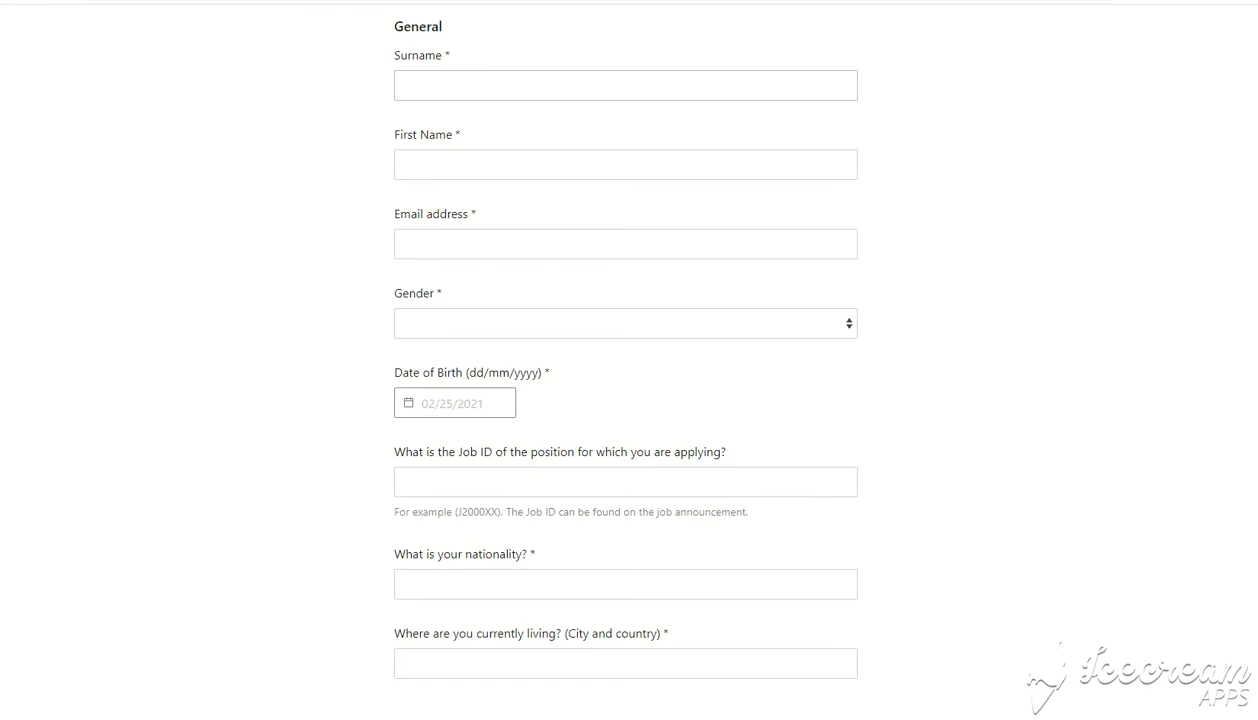 General
Surname *
First Name *
Email address *
Gender *
Date of Birth (dd/mm/yyyy) *
02/25/2021
What is the Job ID of the position for which you are applying?
For example (J2000XX). The Job ID can be found on the job announcement.
What is your nationality? *
Where are you currently living? (City and country) *
Icecream
APPS